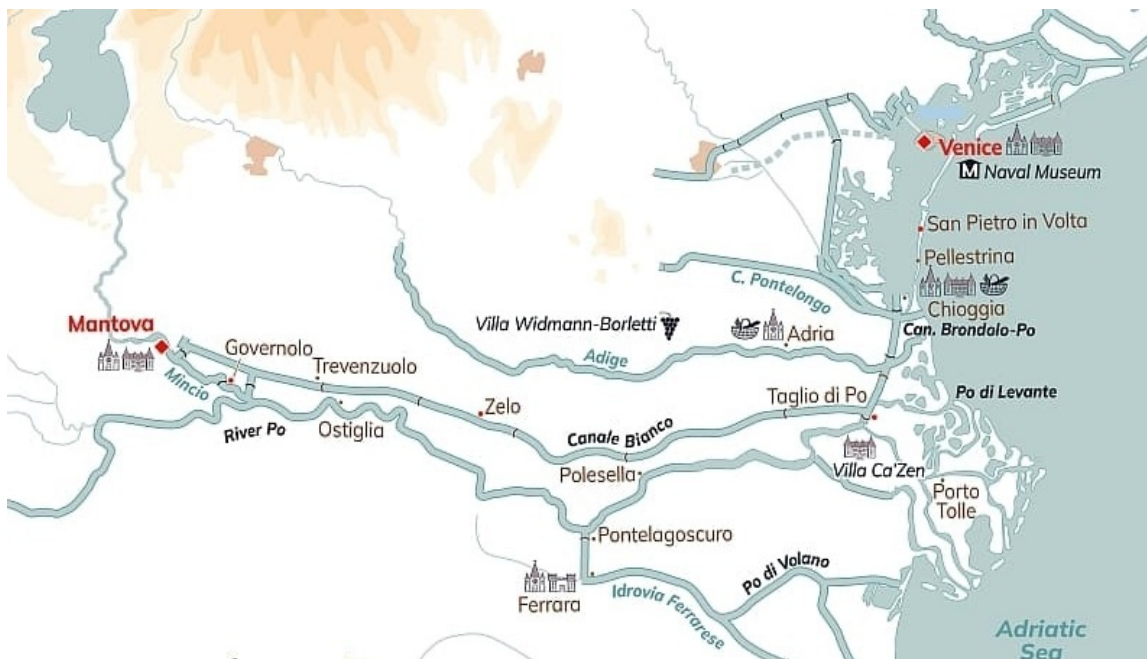 Venice
M Naval Museum
San Pietro in Volta
Pellestrina
C. Pontelongo
Chioggia
Mantova
Villa Widmann-Borletti
Adria
Can. Brondalo-Po
Governolo
Trevenzuolo
Adige
Mincio
Zelo
Taglio di Po
Po di Levante
River Po
Ostiglia
Canale Bianco
Polesella
Villa Ca'Zen
Porto
Tolle
Pontelagoscuro
Po di Volano
Ferrara
Idrovia Ferrarese
Adriatic
Sea